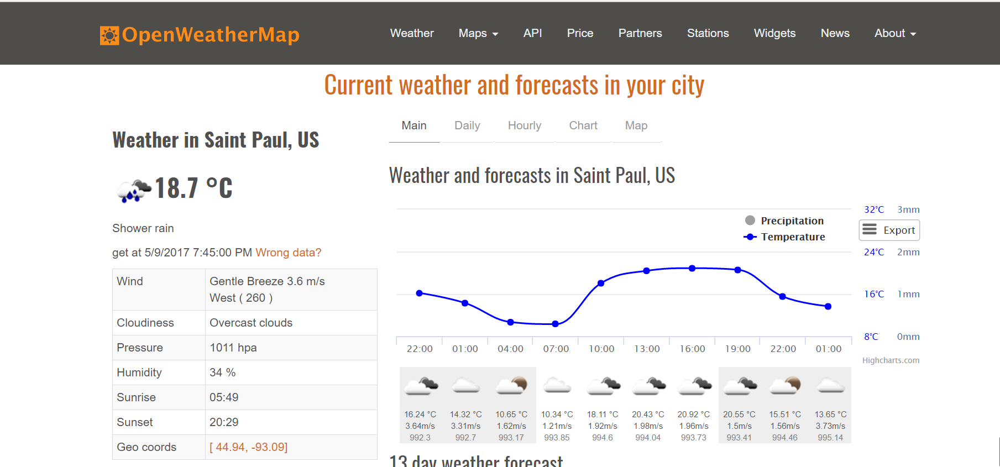 OpenWeatherMap
Weather Maps API Price Partners Stations Widgets News About
Current weather and forecasts in your city
Weather in Saint Paul, US
18.7 °C
Shower rain
get at 5/9/2017 7:45:00 PM Wrong data?
Wind Gentle Breeze 3.6 m/s
West ( 260 )
Cloudiness Overcast clouds
Pressure 1011 hpa
Humidity 34 %
Sunrise 05:49
Sunset 20:29
Geo coords [ 44.94, -93.09]
Main Daily Hourly Chart Map
Weather and forecasts in Saint Paul, US
32°C 3mm
Precipitation
Export
Temperature
24°C 2mm
16°C 1mm
8°C 0mm
22:00 01:00 04:00 07:00 10:00 13:00 16:00 19:00 22:00 01:00
Highcharts.com
16.24 °C 14.32 °C 10.65 °C 10.34 °C 18.11 °C 20.43 °C 20.92 °C 20.55 °C 15.51 °C 13.65 °C
3.64m/s 3.31m/s 1.62m/s 1.21m/s 1.92m/s 1.98m/s 1.96m/s 1.5m/s 1.56m/s 3.73m/s
992.3 992.7 993.17 993.85 994.6 994.04 993.73 993.41 994.46 995.14
13 day weather forecast